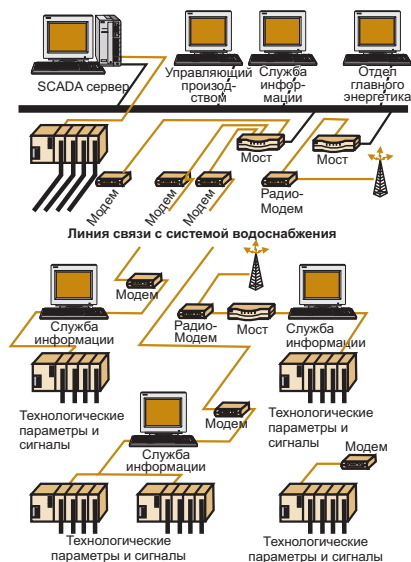 SCADA сервер
Управляющий
произод-
ством
Служба
инфор-
мации
Отдел
главного
энергетика
Мост
Мост
Модем
Модем
Модем
Радио-
Модем
Линия связи с системой водоснабжения
Модем
Служба
информации
Радио-
Модем
Мост
Служба
информации
Технологические
параметры и
сигналы
Модем
Технологические
параметры и
сигналы
Служба
информации
Модем
Технологические
параметры и сигналы
Технологические
параметры и сигналы